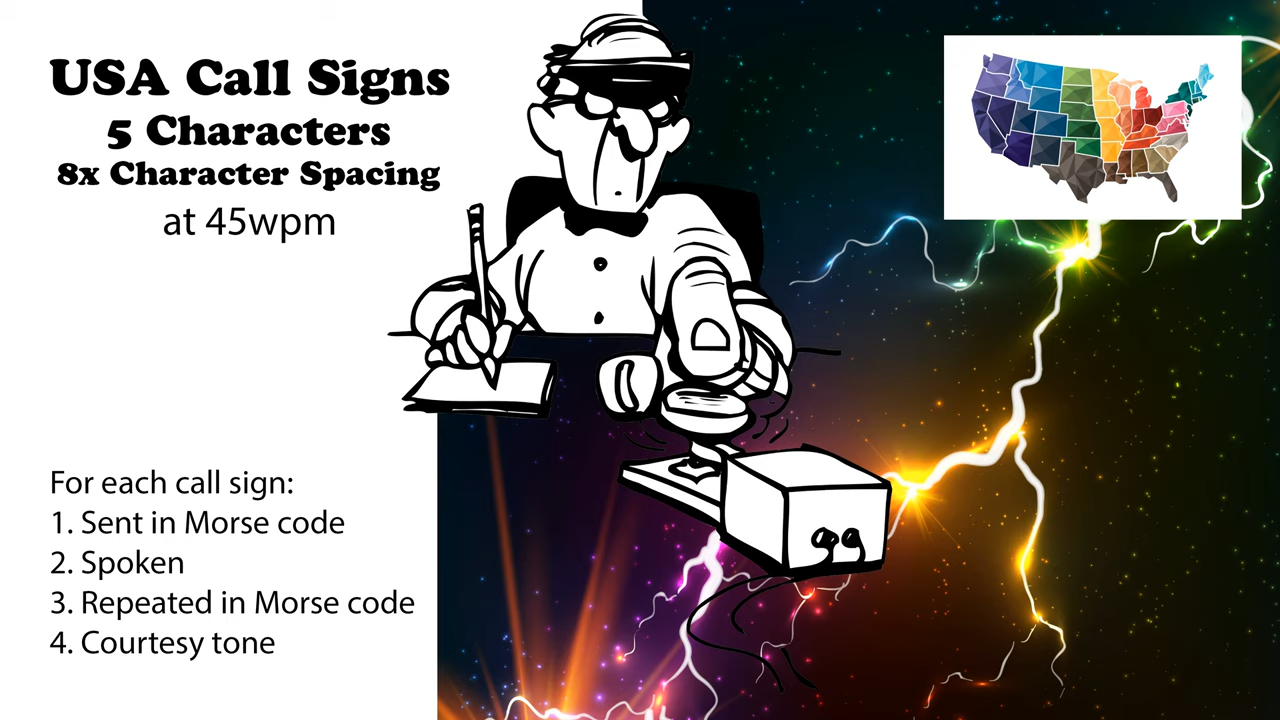 USA Call Signs
5 Characters
8x Character Spacing
at 45wpm
For each call sign:
1. Sent in Morse code
2. Spoken
3. Repeated in Morse code
4. Courtesy tone